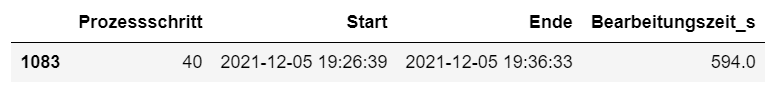 Prozessschritt Start Ende Bearbeitungszeit_s
1083 40 2021-12-05 19:26:39 2021-12-05 19:36:33 594.0